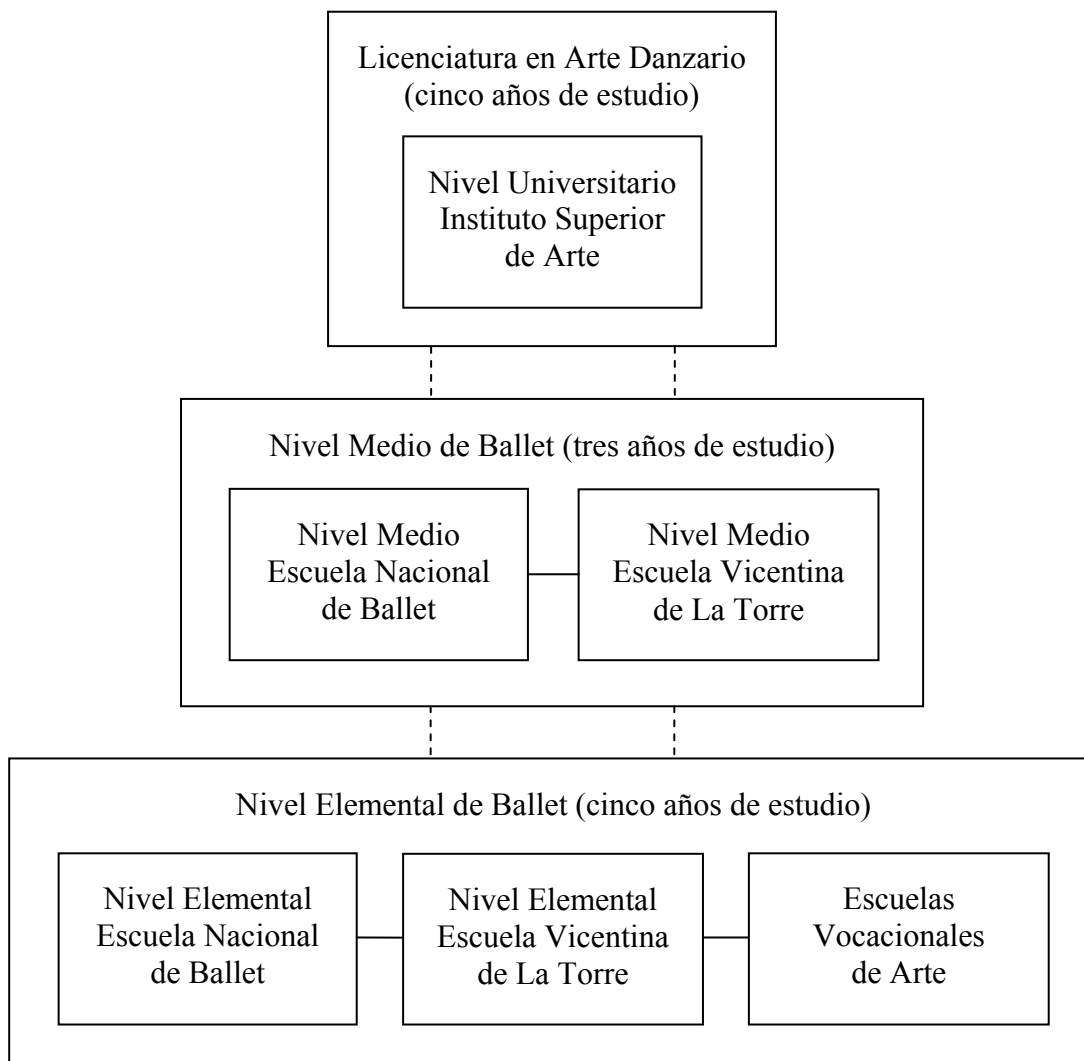 Licenciatura en Arte Danzario
(cinco años de estudio)
Nivel Universitario
Instituto Superior
de Arte
Nivel Medio de Ballet (tres años de estudio)
Nivel Medio
Escuela Nacional
de Ballet
Nivel Medio
Escuela Vicentina
de La Torre
Nivel Elemental de Ballet (cinco años de estudio)
Nivel Elemental
Escuela Nacional
de Ballet
Nivel Elemental
Escuela Vicentina
de La Torre
Escuelas
Vocacionales
de Arte